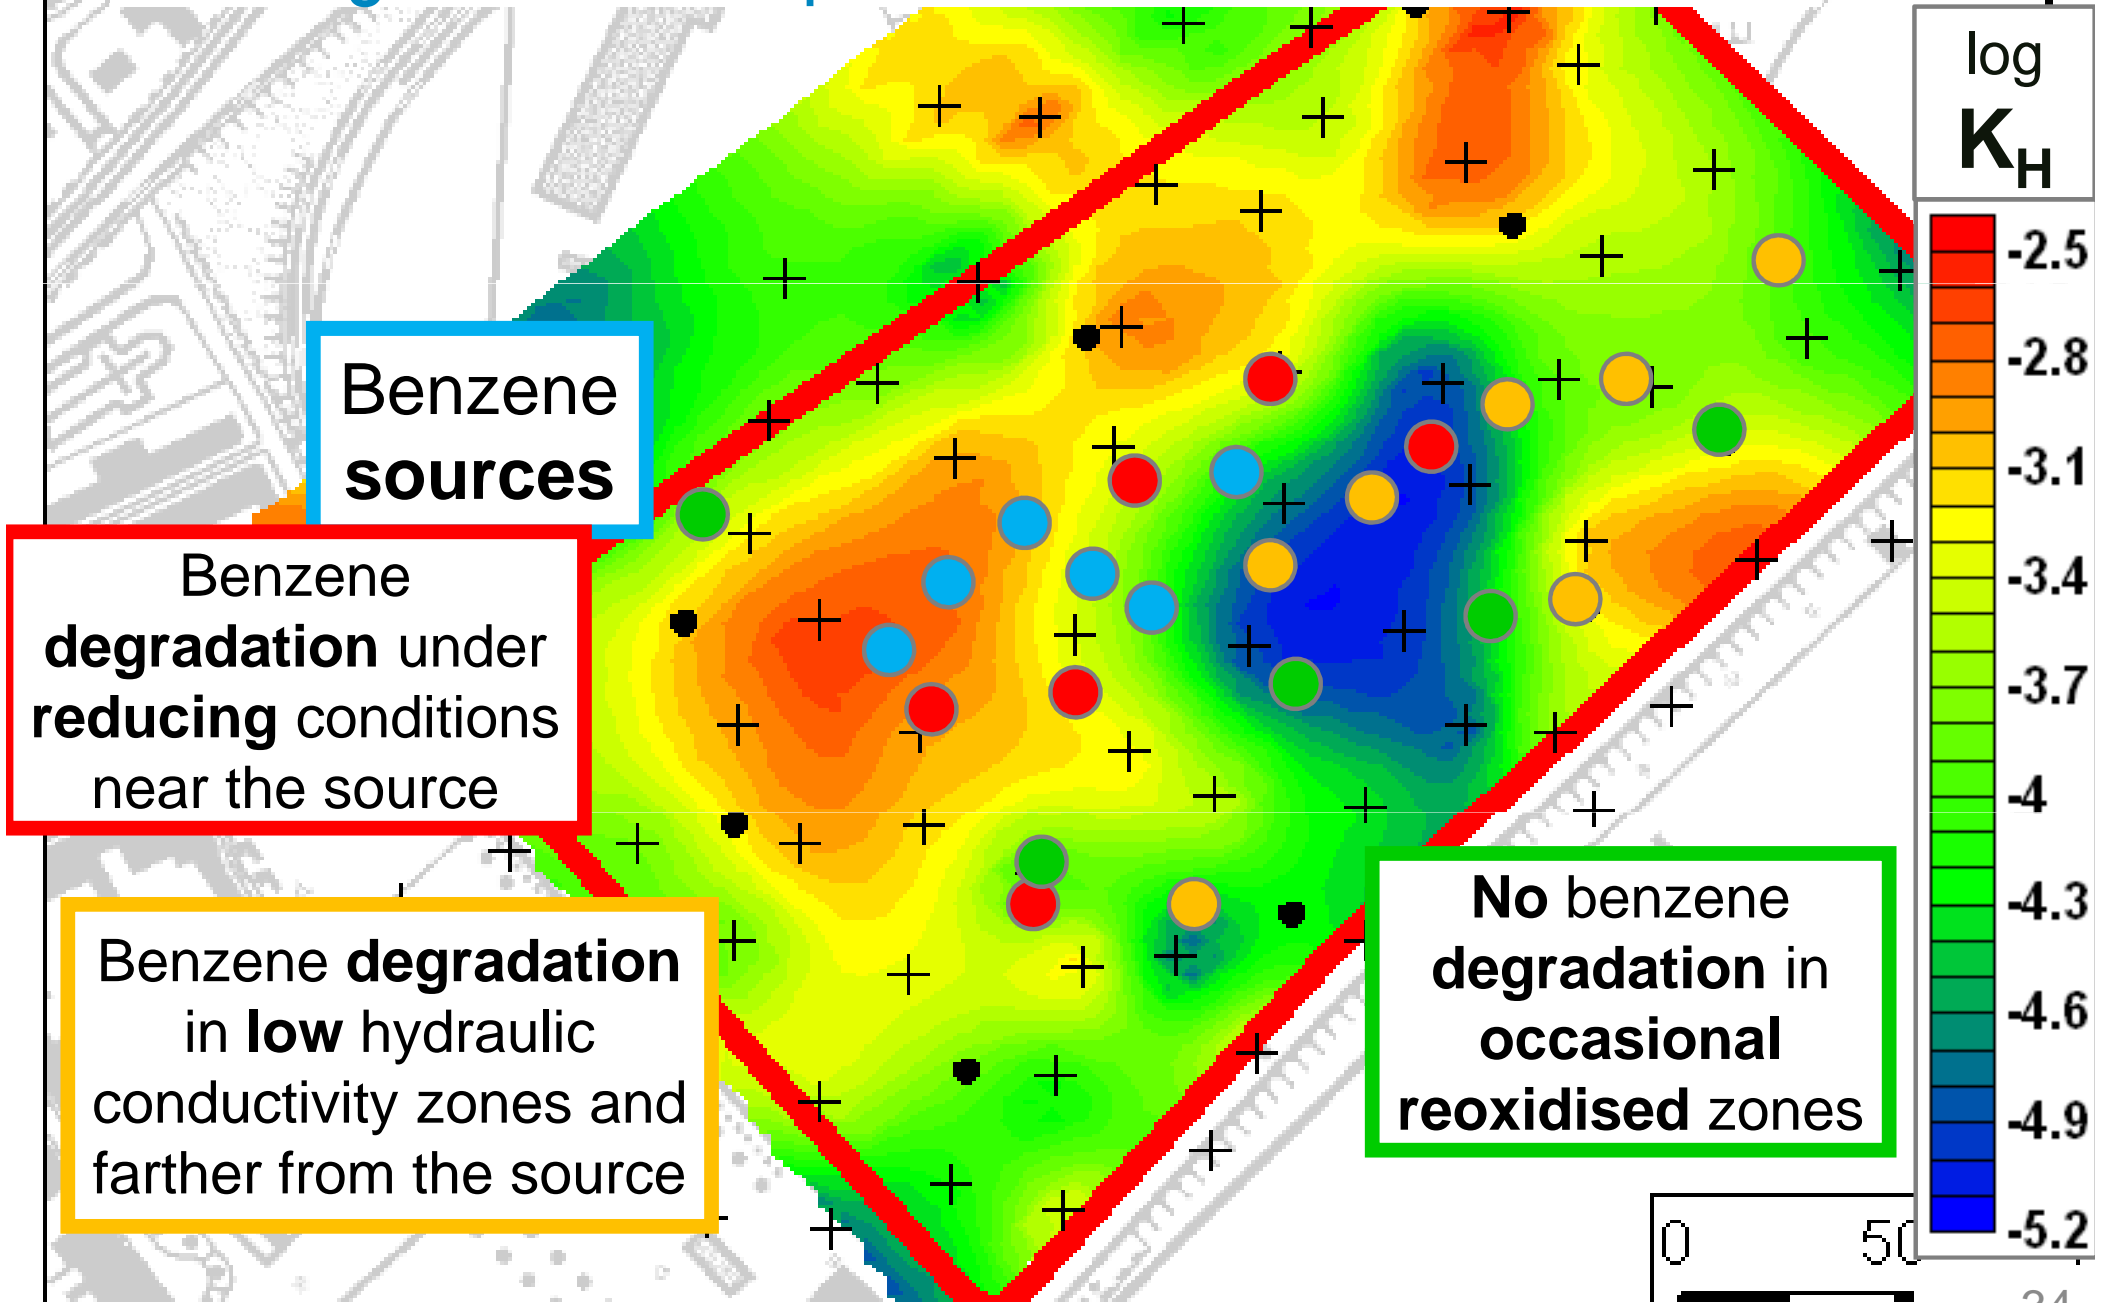 log
K_H
-2.5
-2.8
-3.1
-3.4
-3.7
-4
-4.3
-4.6
-4.9
-5.2
Benzene
sources
Benzene
degradation under
reducing conditions
near the source
Benzene degradation
in low hydraulic
conductivity zones and
farther from the source
No benzene
degradation in
occasional
reoxidised zones
0